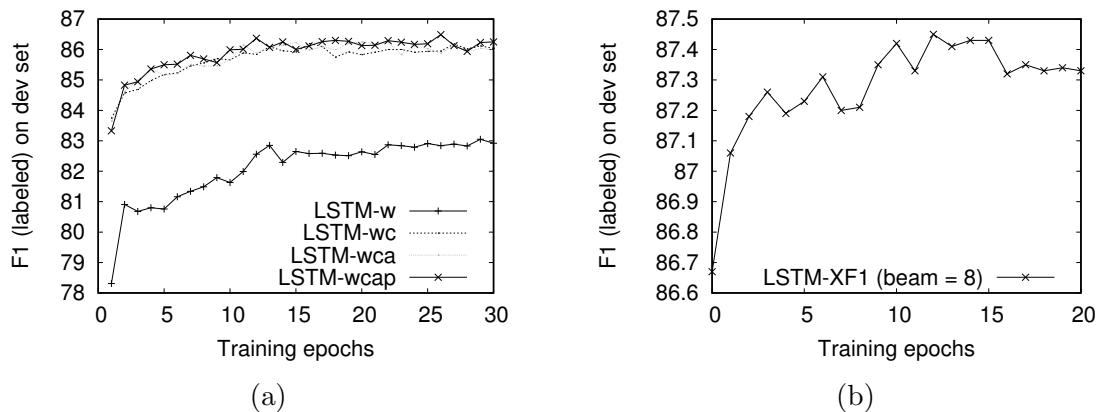 87
86
85
84
83
82
81
80
79
78
F1 (labeled) on dev set
LSTM-w
LSTM-wc
LSTM-wca
LSTM-wcap
0 5 10 15 20 25 30
Training epochs
(a)
87.5
87.4
87.3
87.2
87.1
87
86.9
86.8
86.7
86.6
F1 (labeled) on dev set
LSTM-XF1 (beam = 8)
0 5 10 15 20
Training epochs
(b)